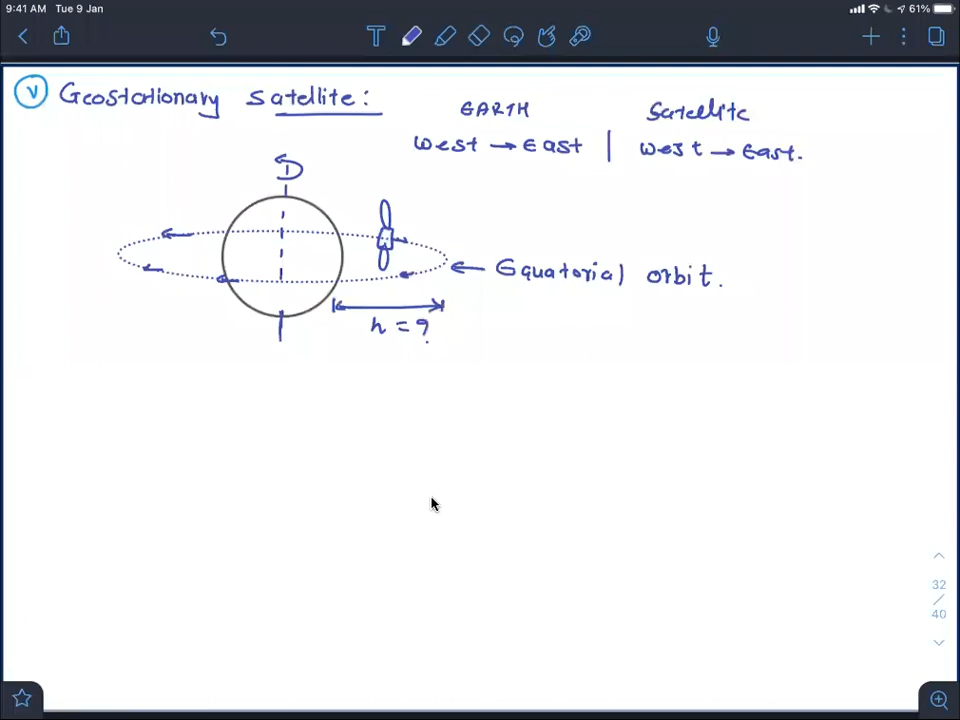 9:41 AM Tue 9 Jan 61%
T
v Geostationary Satellite:
EARTH Satellite
West → East | West → East.
← Equatorial orbit.
h = ?
32
/
40